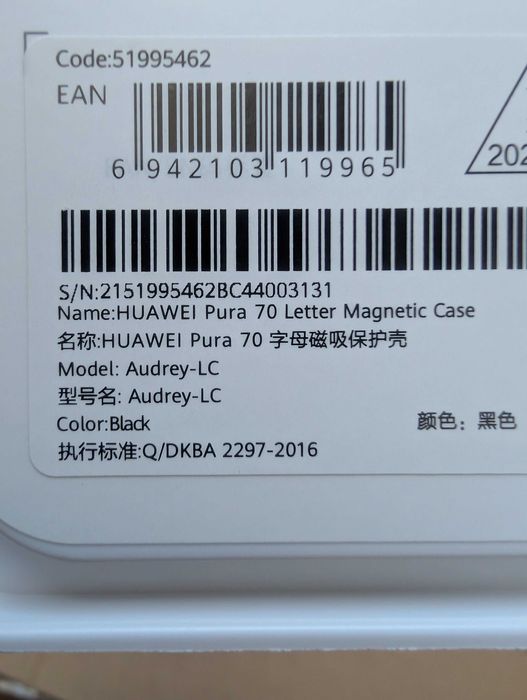 Code:51995462
EAN
6 942103 119965
202
S/N:2151995462BC44003131
Name:HUAWEI Pura 70 Letter Magnetic Case
名称:HUAWEI Pura 70 字母磁吸保护壳
Model: Audrey-LC
型号名: Audrey-LC
Color:Black 颜色：黑色
执行标准:Q/DKBA 2297-2016